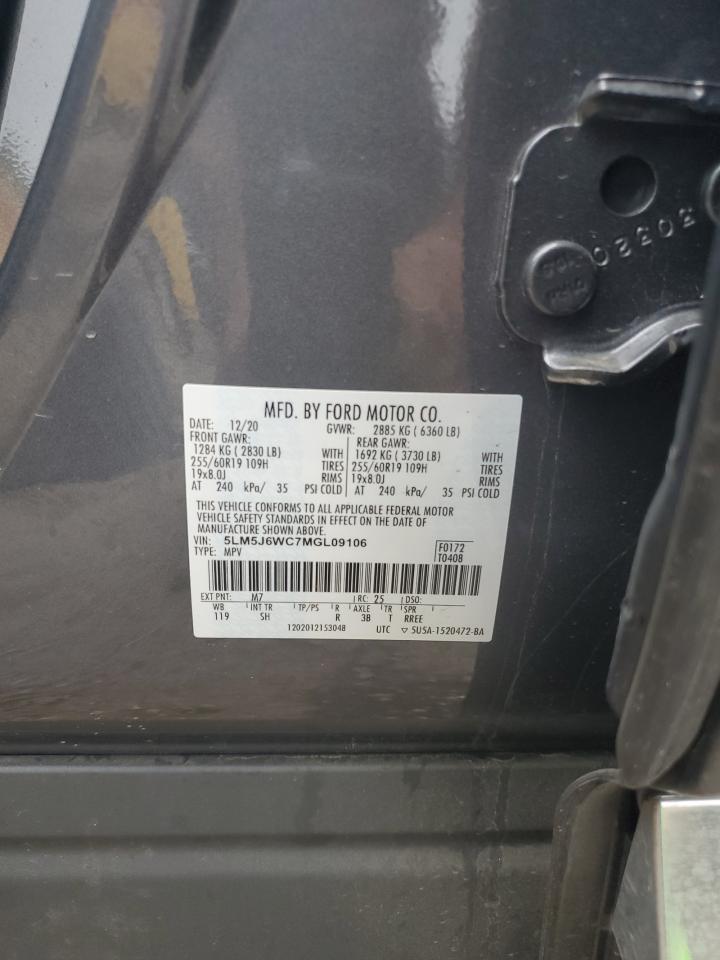 MFD. BY FORD MOTOR CO.
DATE: 12/20 GVWR: 2885 KG ( 6360 LB)
FRONT GAWR: REAR GAWR:
1284 KG ( 2830 LB) WITH 1692 KG ( 3730 LB) WITH
255/60R19 109H TIRES 255/60R19 109H TIRES
19x8.0J RIMS 19x8.0J RIMS
AT 240 kPa/ 35 PSI COLD AT 240 kPa/ 35 PSI COLD
THIS VEHICLE CONFORMS TO ALL APPLICABLE FEDERAL MOTOR
VEHICLE SAFETY STANDARDS IN EFFECT ON THE DATE OF
MANUFACTURE SHOWN ABOVE.
VIN: 5LM5J6WC7MGL09106 F0172
TYPE: MPV T0408
EXT PNT: M7 RC: 25 DSO:
WB INT TR TP/PS R AXLE TR SPR
119 SH R 3B T RREE
1202012153048 UTC ▽ 5USA-1520472-BA
30320